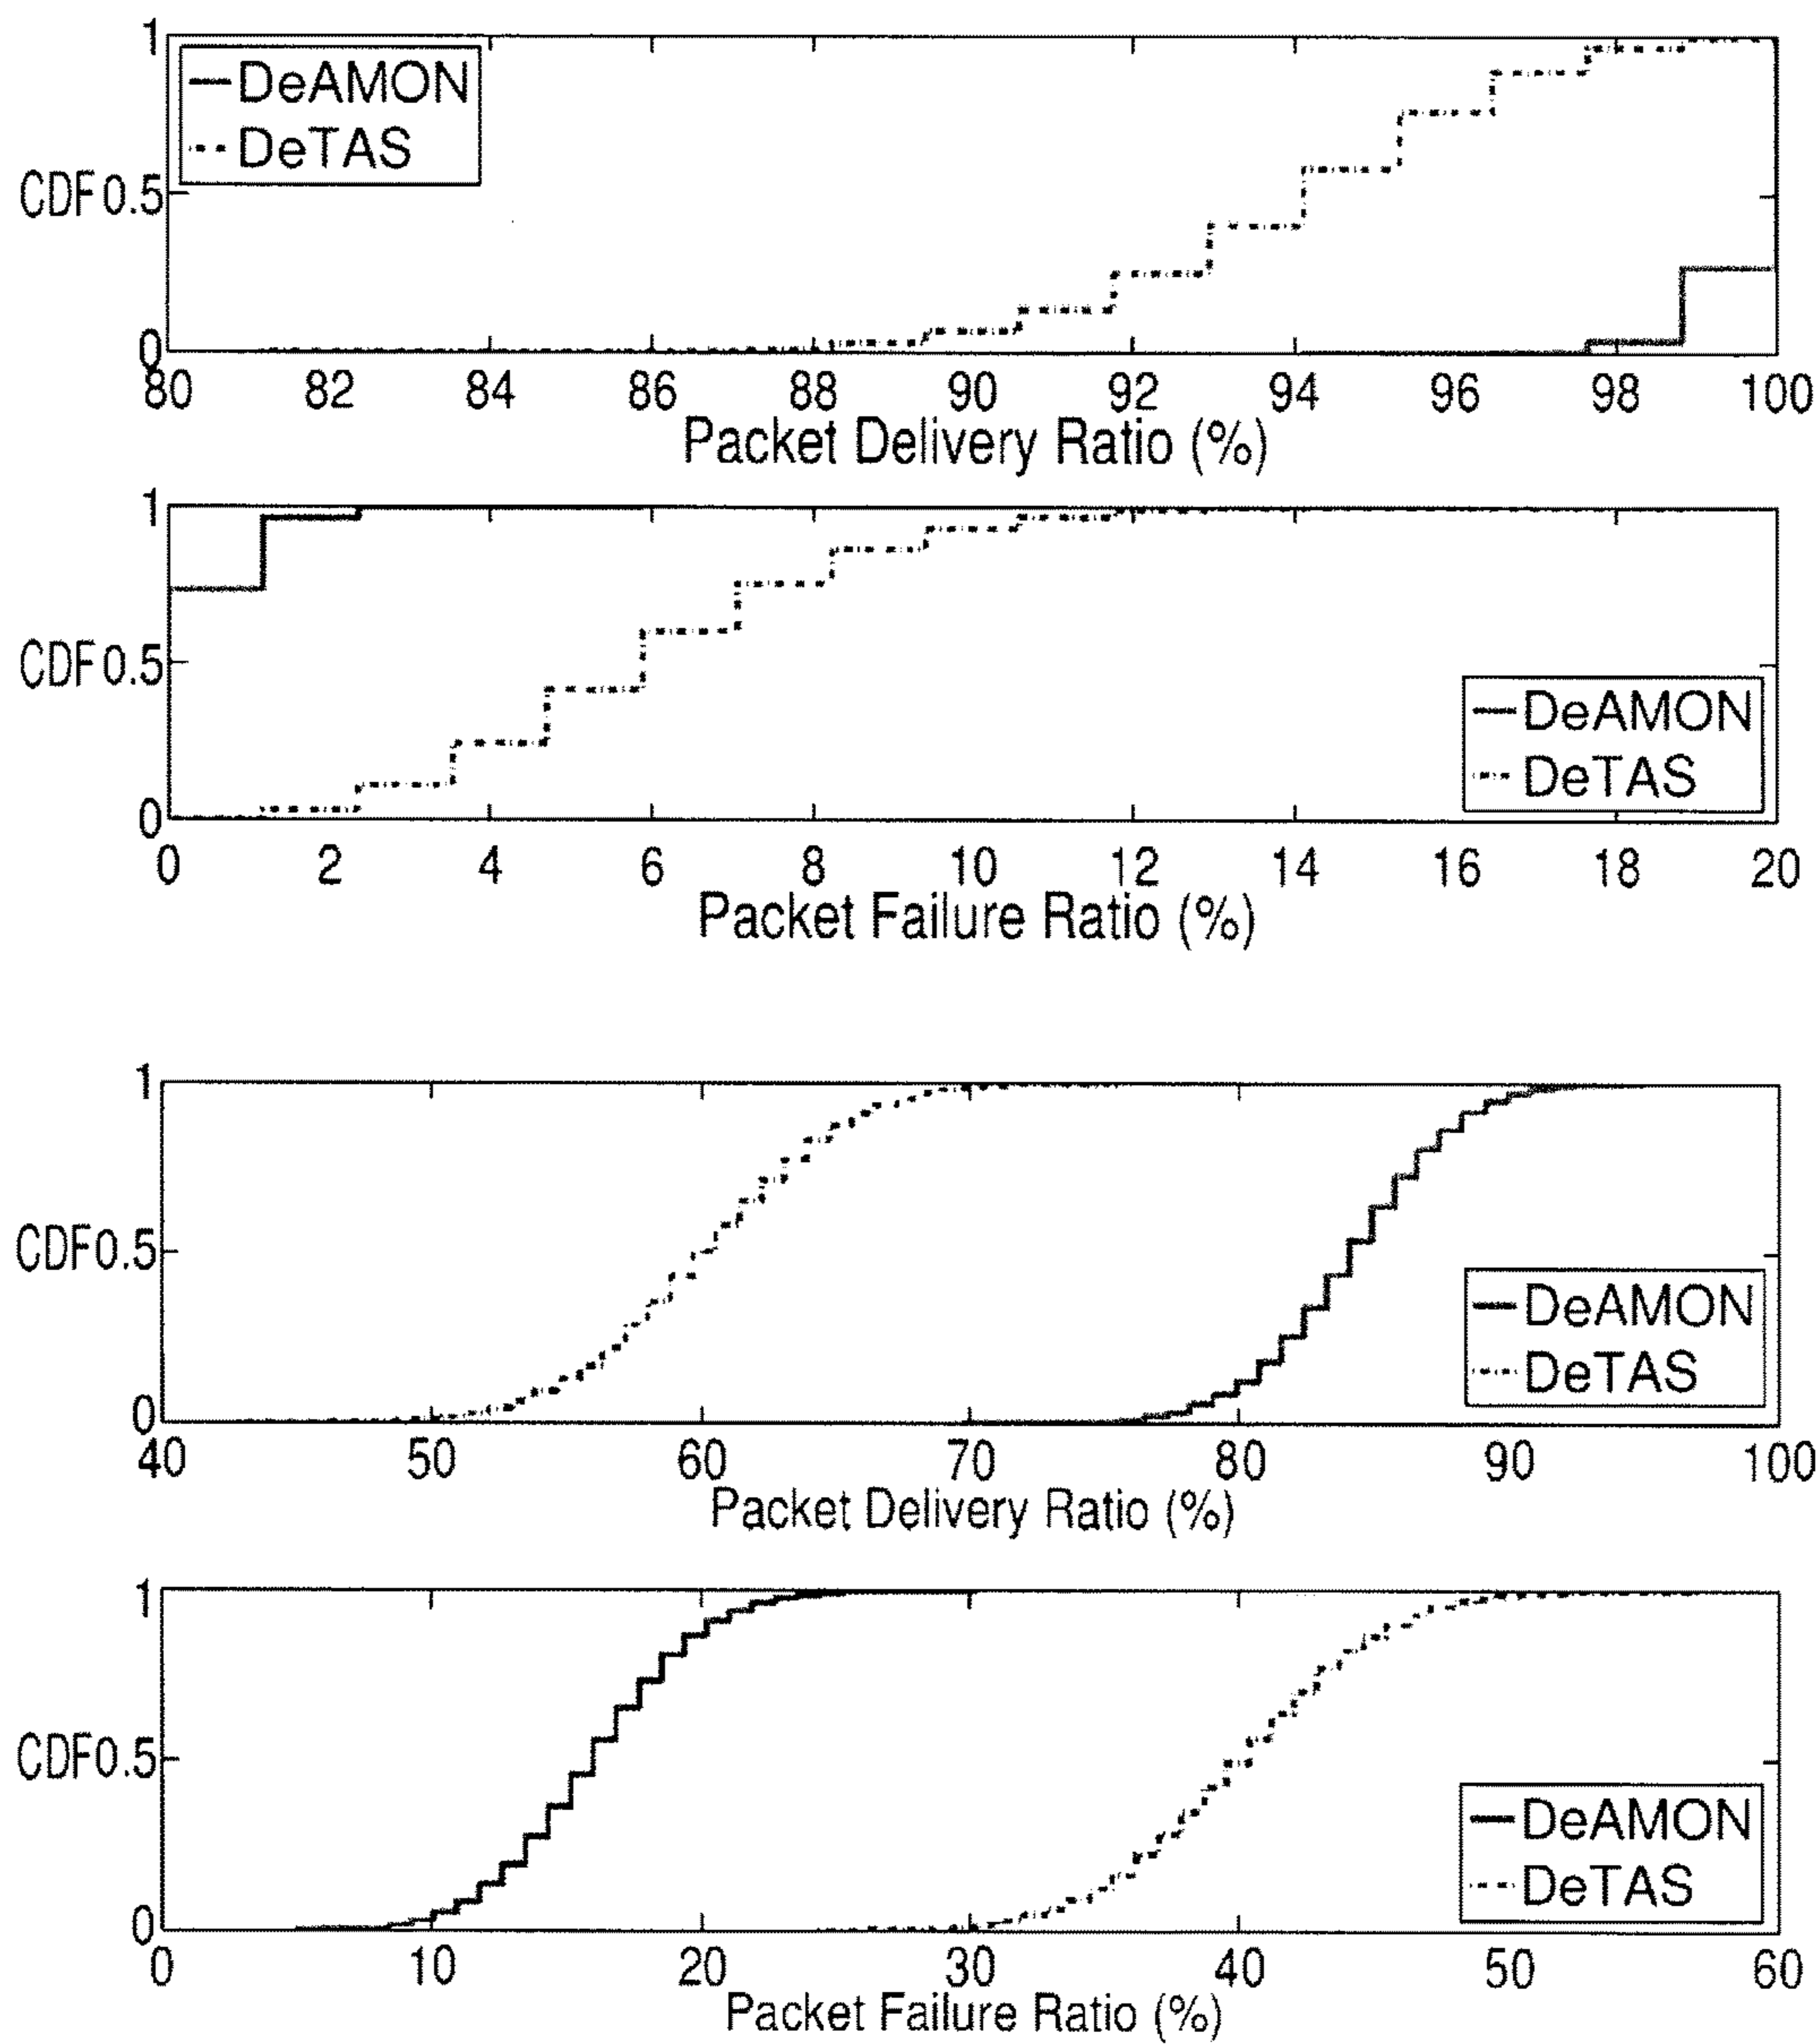 1
DeAMON
DeTAS
CDF 0.5
0
80 82 84 86 88 90 92 94 96 98 100
Packet Delivery Ratio (%)
1
CDF 0.5
DeAMON
DeTAS
0
0 2 4 6 8 10 12 14 16 18 20
Packet Failure Ratio (%)
1
CDF 0.5
DeAMON
DeTAS
0
40 50 60 70 80 90 100
Packet Delivery Ratio (%)
1
CDF 0.5
DeAMON
DeTAS
0
0 10 20 30 40 50 60
Packet Failure Ratio (%)